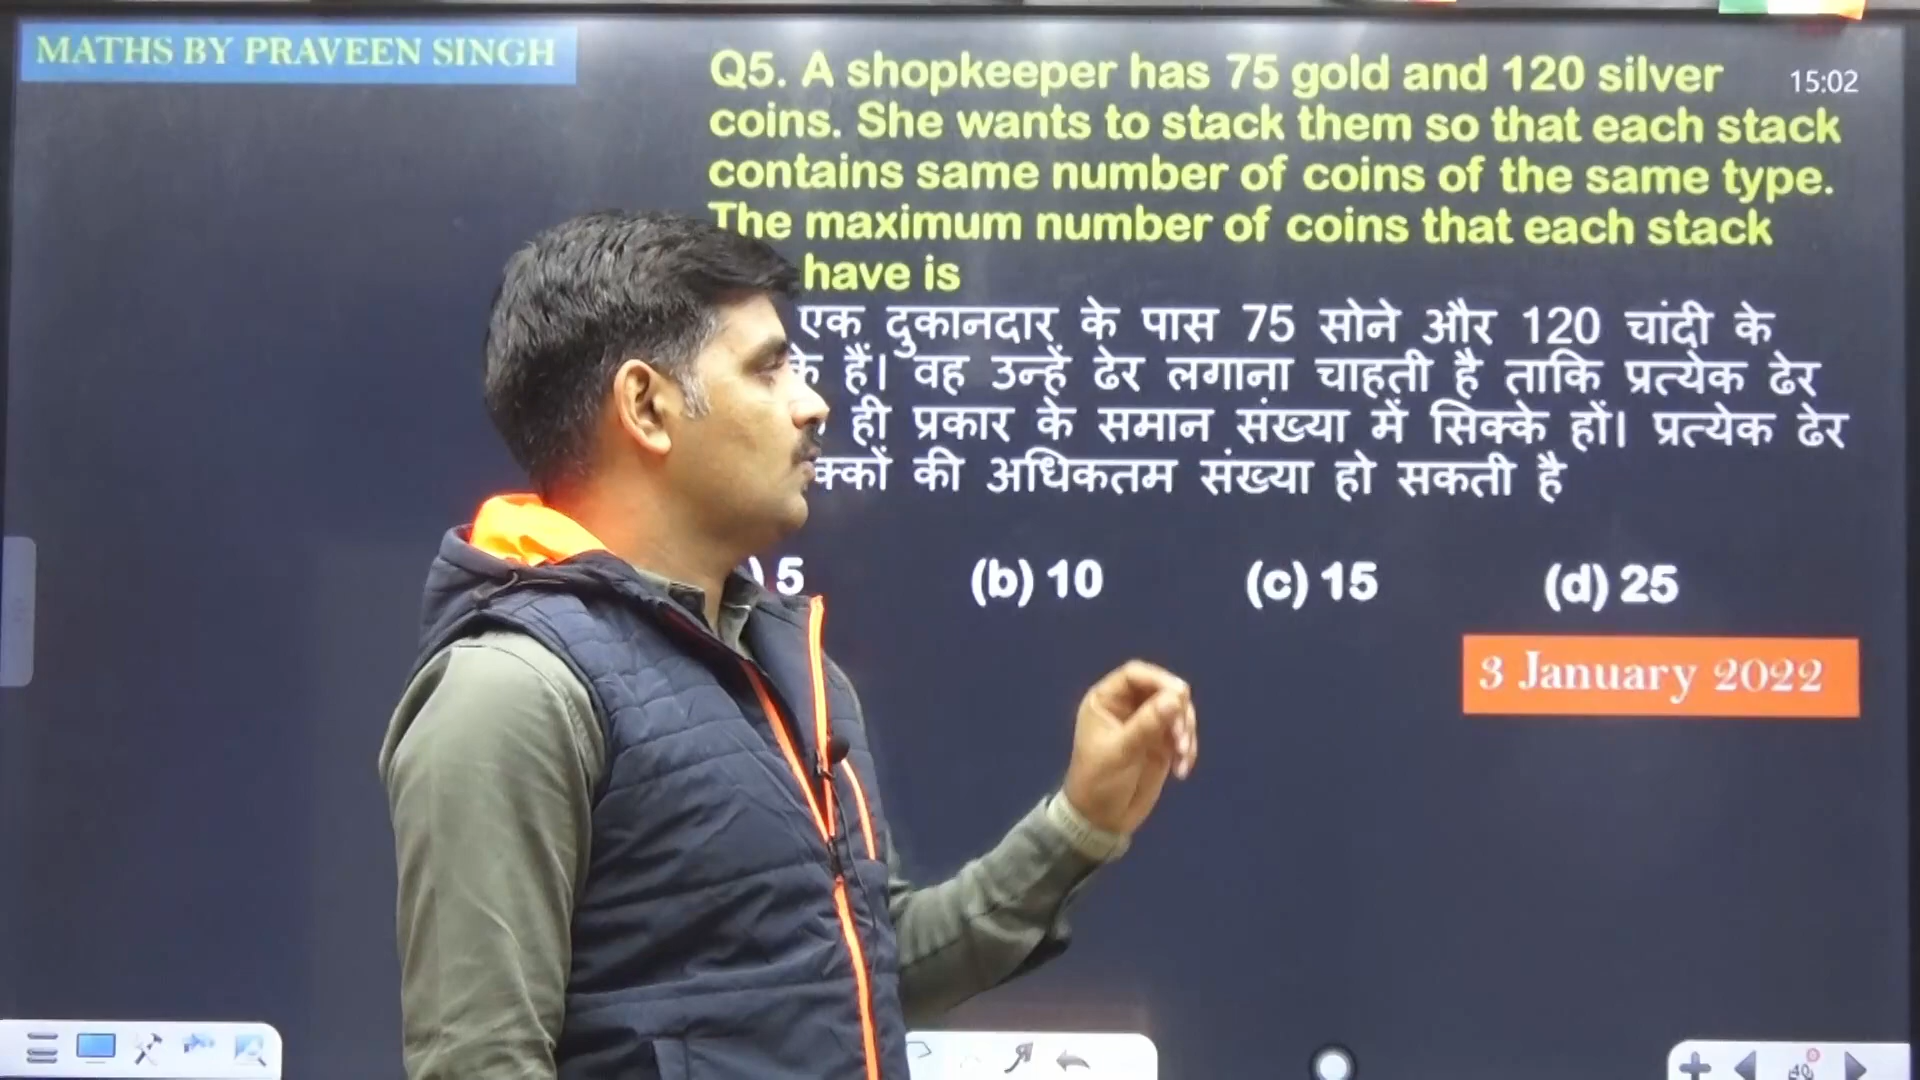 MATHS BY PRAVEEN SINGH
Q5. A shopkeeper has 75 gold and 120 silver
15:02
coins. She wants to stack them so that each stack
contains same number of coins of the same type.
The maximum number of coins that each stack
have is
एक दुकानदार के पास 75 सोने और 120 चांदी के
हैं। वह उन्हें ढेर लगाना चाहती है ताकि प्रत्येक ढेर
ही प्रकार के समान संख्या में सिक्के हों। प्रत्येक ढेर
की अधिकतम संख्या हो सकती है
) 5 (b) 10 (c) 15 (d) 25
3 January 2022